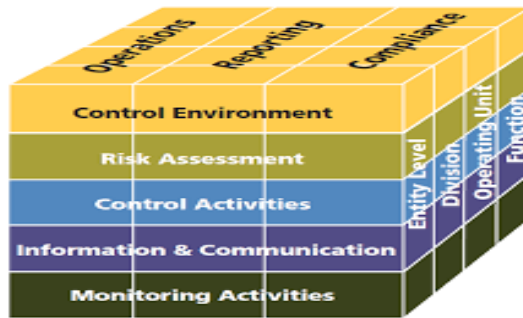 Operations
Reporting
Compliance
Control Environment
Risk Assessment
Control Activities
Information & Communication
Monitoring Activities
Entity Level
Division
Operating Unit
Function